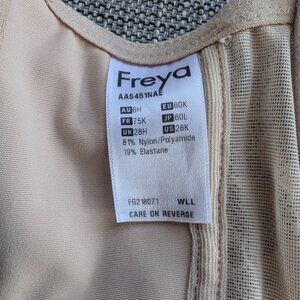 Freya
AA5451NAE
AU 6H EU 60K
FR 75K JP 60L
UK 28H US 28K
81% Nylon/Polyamide
19% Elastane
FG218071 WLL
CARE ON REVERSE